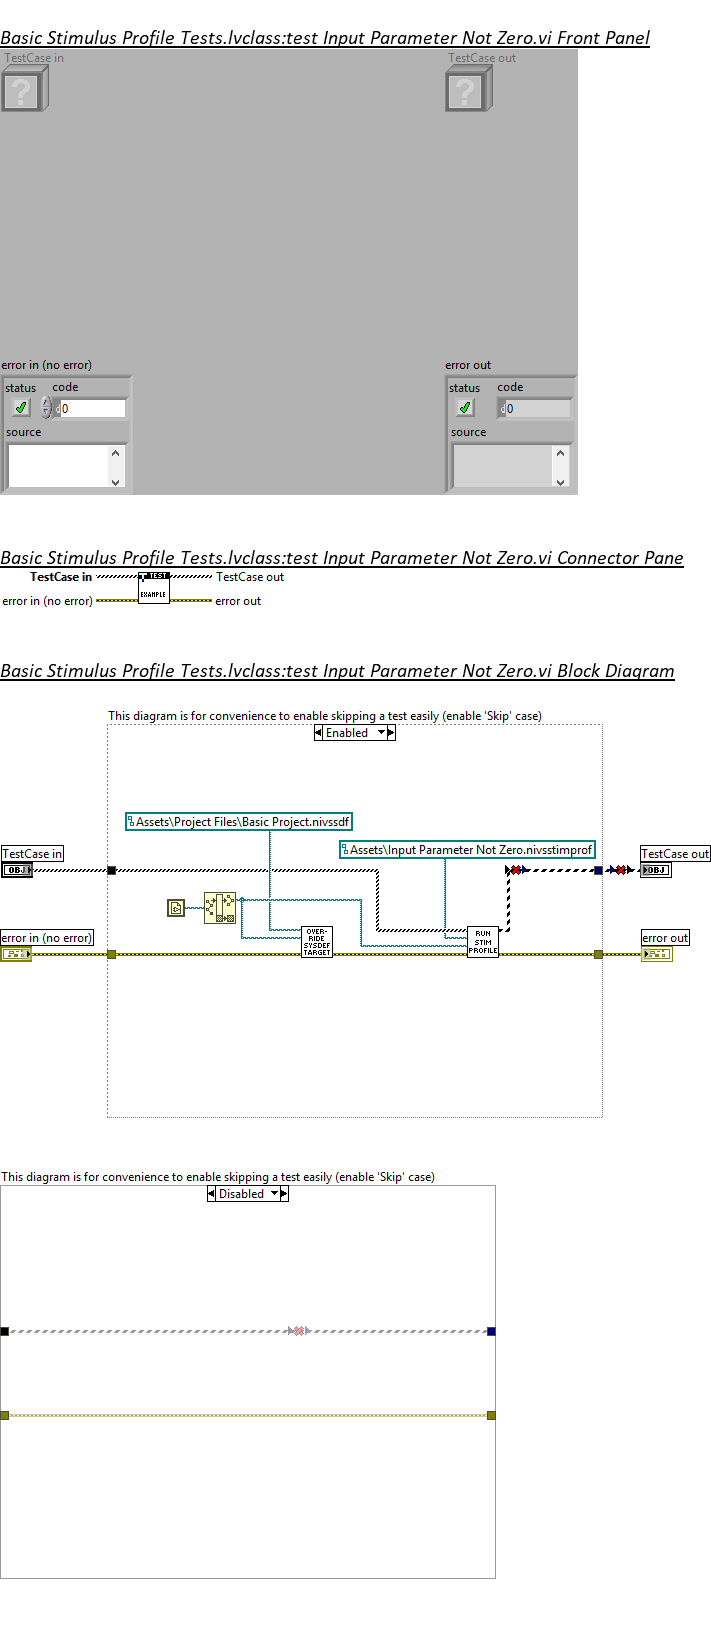 Basic Stimulus Profile Tests.lvclass:test Input Parameter Not Zero.vi Front Panel
TestCase in
TestCase out
?
?
error in (no error)
error out
status code
status code
d0
d0
source
source
Basic Stimulus Profile Tests.lvclass:test Input Parameter Not Zero.vi Connector Pane
TestCase in
TEST
TestCase out
error in (no error)
EXAMPLE
error out
Basic Stimulus Profile Tests.lvclass:test Input Parameter Not Zero.vi Block Diagram
This diagram is for convenience to enable skipping a test easily (enable 'Skip' case)
Enabled
Assets\Project Files\Basic Project.nivssdf
Assets\Input Parameter Not Zero.nivsstimprof
TestCase in
OBJ
TestCase out
OBJ
error in (no error)
OVER-
RIDE
SYSDEF
TARGET
RUN
STIM
PROFILE
error out
This diagram is for convenience to enable skipping a test easily (enable 'Skip' case)
Disabled